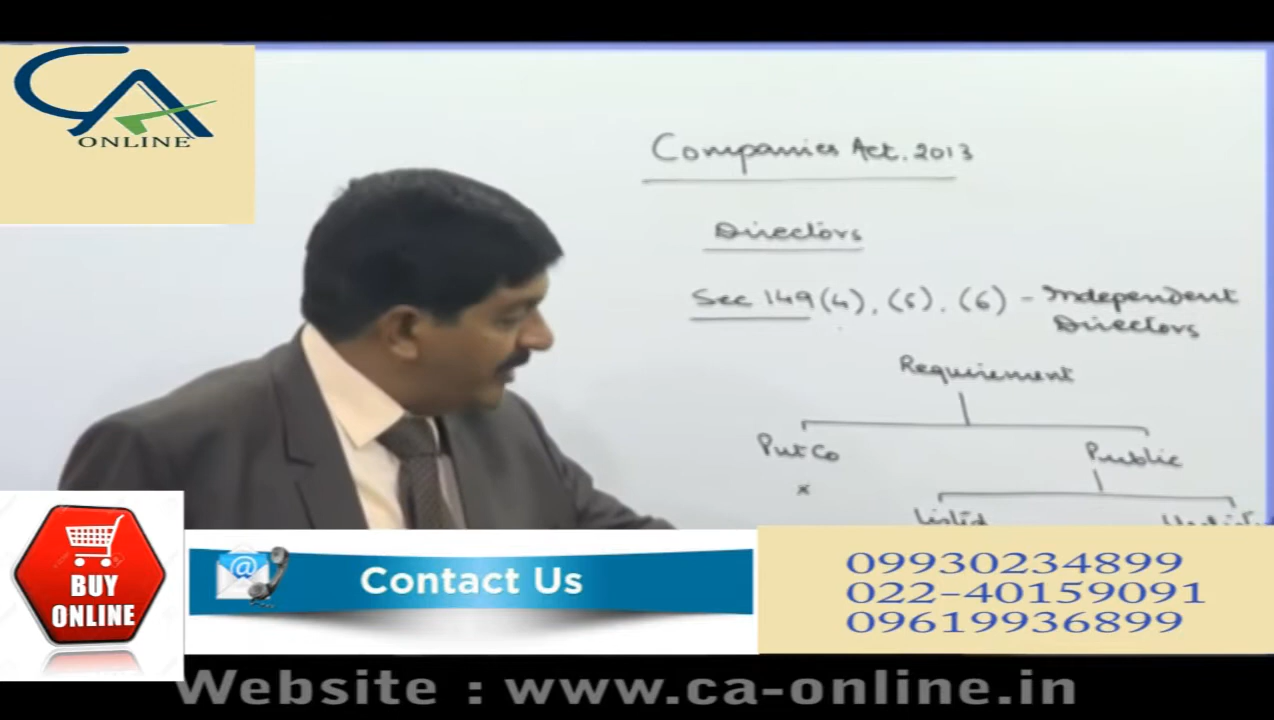 CA
ONLINE
Companies Act. 2013
Directors
Sec 149 (4), (5), (6) - Independent
Directors
Requirement
Pvt Co
Public
x
Listed
BUY
ONLINE
Contact Us
09930234899
022-40159091
09619936899
Website : www.ca-online.in